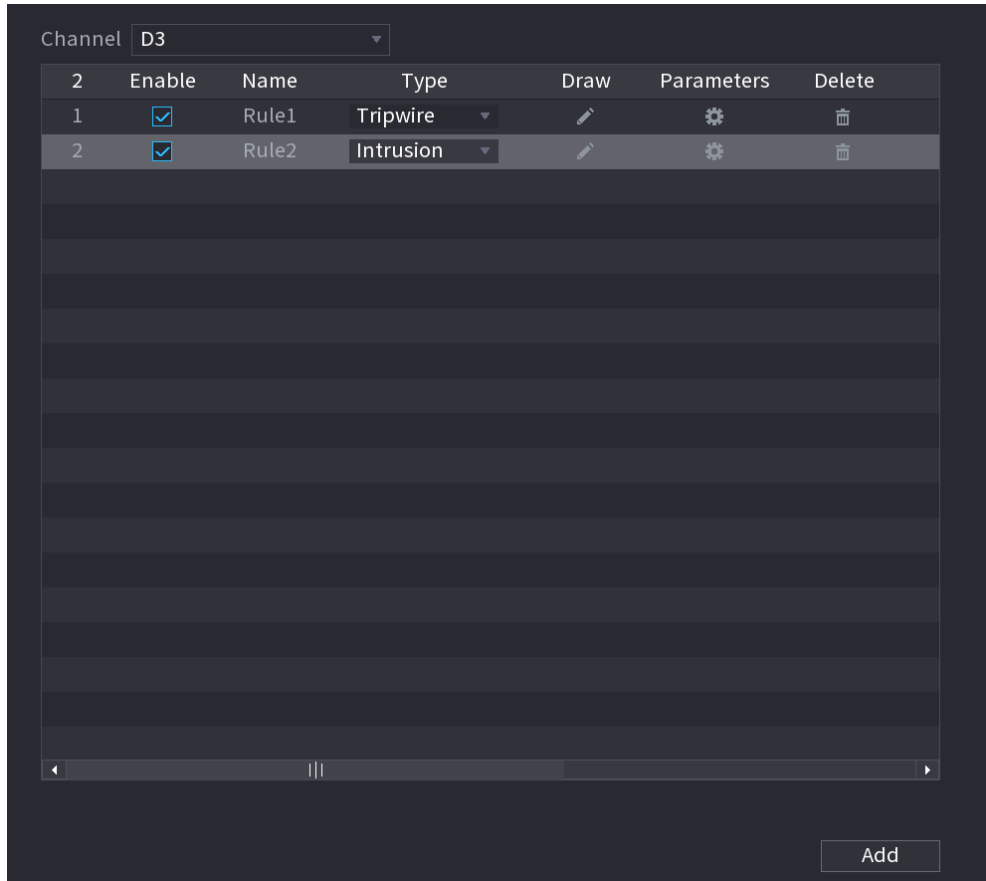 Channel D3
2 Enable Name Type Draw Parameters Delete
1 Rule1 Tripwire
2 Rule2 Intrusion
Add